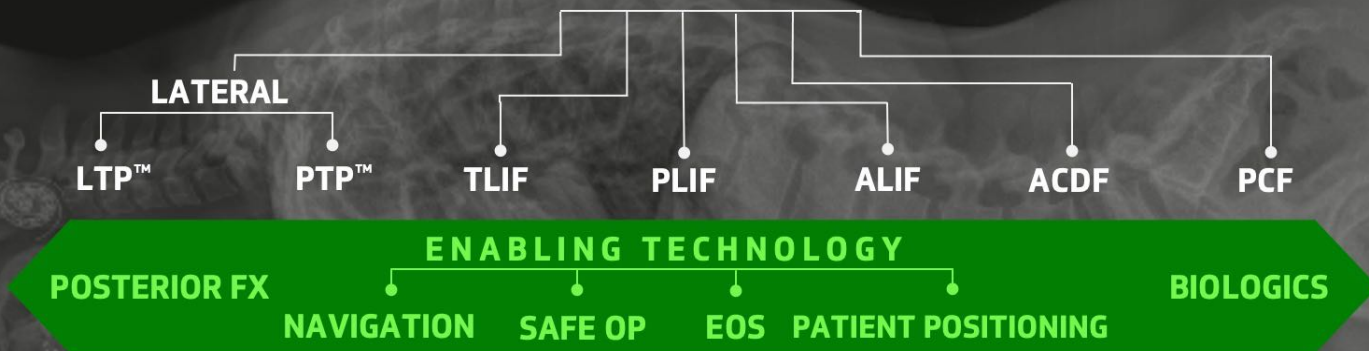 LATERAL
LTP™ PTP™ TLIF PLIF ALIF ACDF PCF
ENABLING TECHNOLOGY
POSTERIOR FX BIOLOGICS
NAVIGATION SAFE OP EOS PATIENT POSITIONING